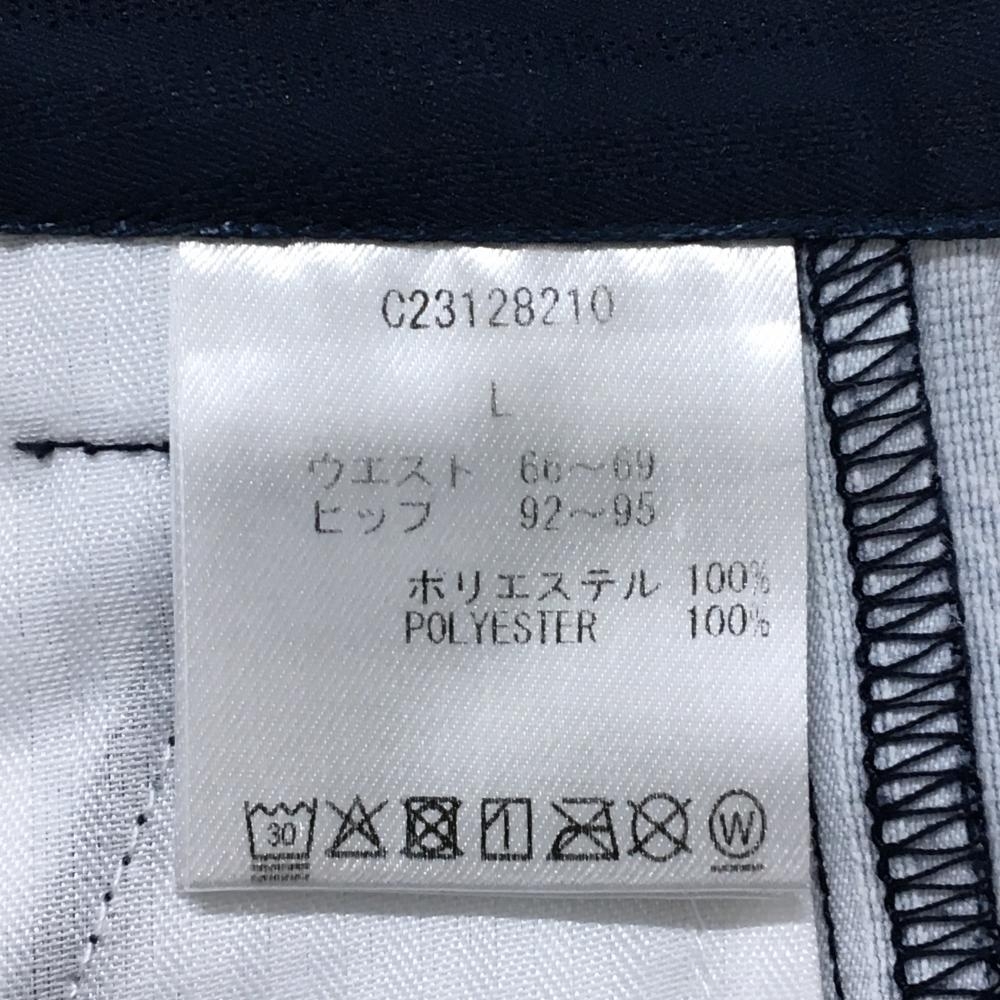 C23128210
L
ウエスト 66～69
ヒップ 92～95
ポリエステル 100%
POLYESTER 100%
30 W